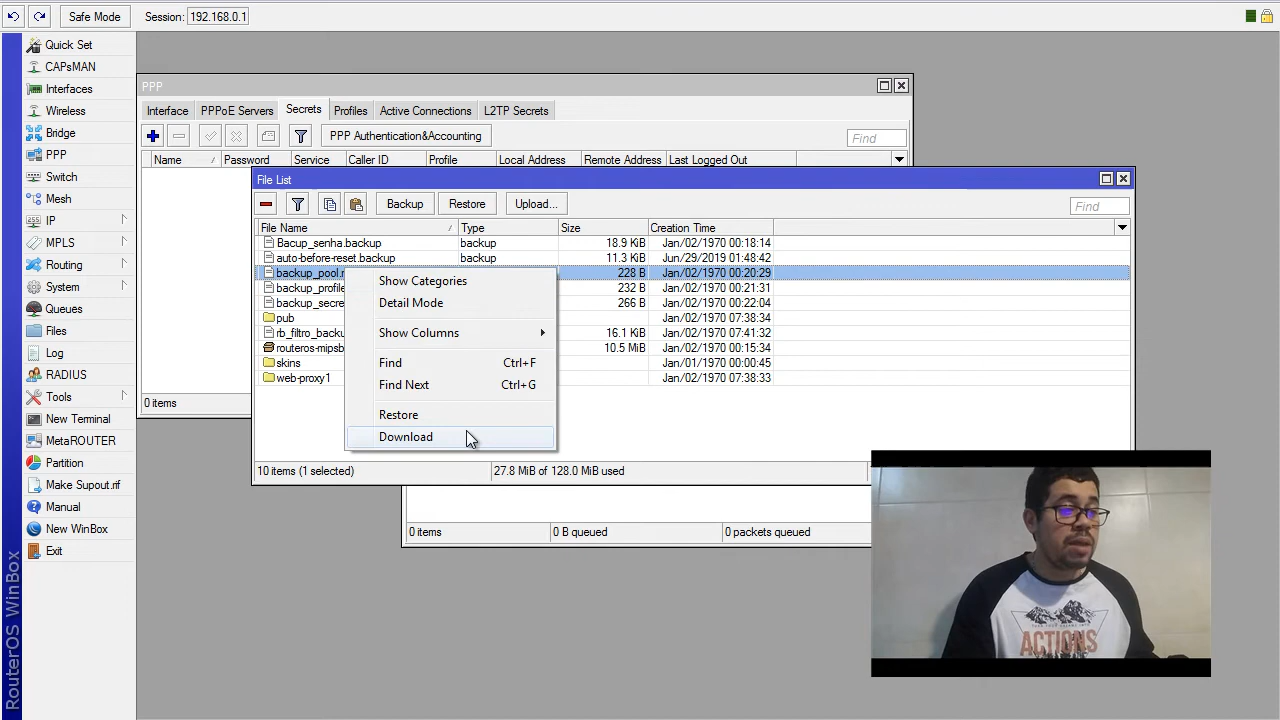 Safe Mode Session: 192.168.0.1
Quick Set
CAPsMAN
Interfaces
Wireless
Bridge
PPP
Switch
Mesh
IP
MPLS
Routing
System
Queues
Files
Log
RADIUS
Tools
New Terminal
MetaROUTER
Partition
Make Supout.rif
Manual
New WinBox
Exit
RouterOS WinBox
PPP
Interface PPPoE Servers Secrets Profiles Active Connections L2TP Secrets
PPP Authentication&Accounting Find
Name / Password Service Caller ID Profile Local Address Remote Address Last Logged Out
0 items
File List
Backup Restore Upload... Find
File Name / Type Size Creation Time
Bacup_senha.backup backup 18.9 KiB Jan/02/1970 00:18:14
auto-before-reset.backup backup 11.3 KiB Jun/29/2019 01:48:42
backup_pool.r 228 B Jan/02/1970 00:20:29
backup_profile 232 B Jan/02/1970 00:21:31
backup_secre 266 B Jan/02/1970 00:22:04
pub Jan/02/1970 07:38:34
rb_filtro_backu 16.1 KiB Jan/02/1970 07:41:32
routeros-mipsb 10.5 MiB Jan/02/1970 00:15:34
skins Jan/01/1970 00:00:45
web-proxy1 Jan/02/1970 07:38:33
10 items (1 selected) 27.8 MiB of 128.0 MiB used
Show Categories
Detail Mode
Show Columns
Find Ctrl+F
Find Next Ctrl+G
Restore
Download
0 items 0 B queued 0 packets queued
ACTIONS